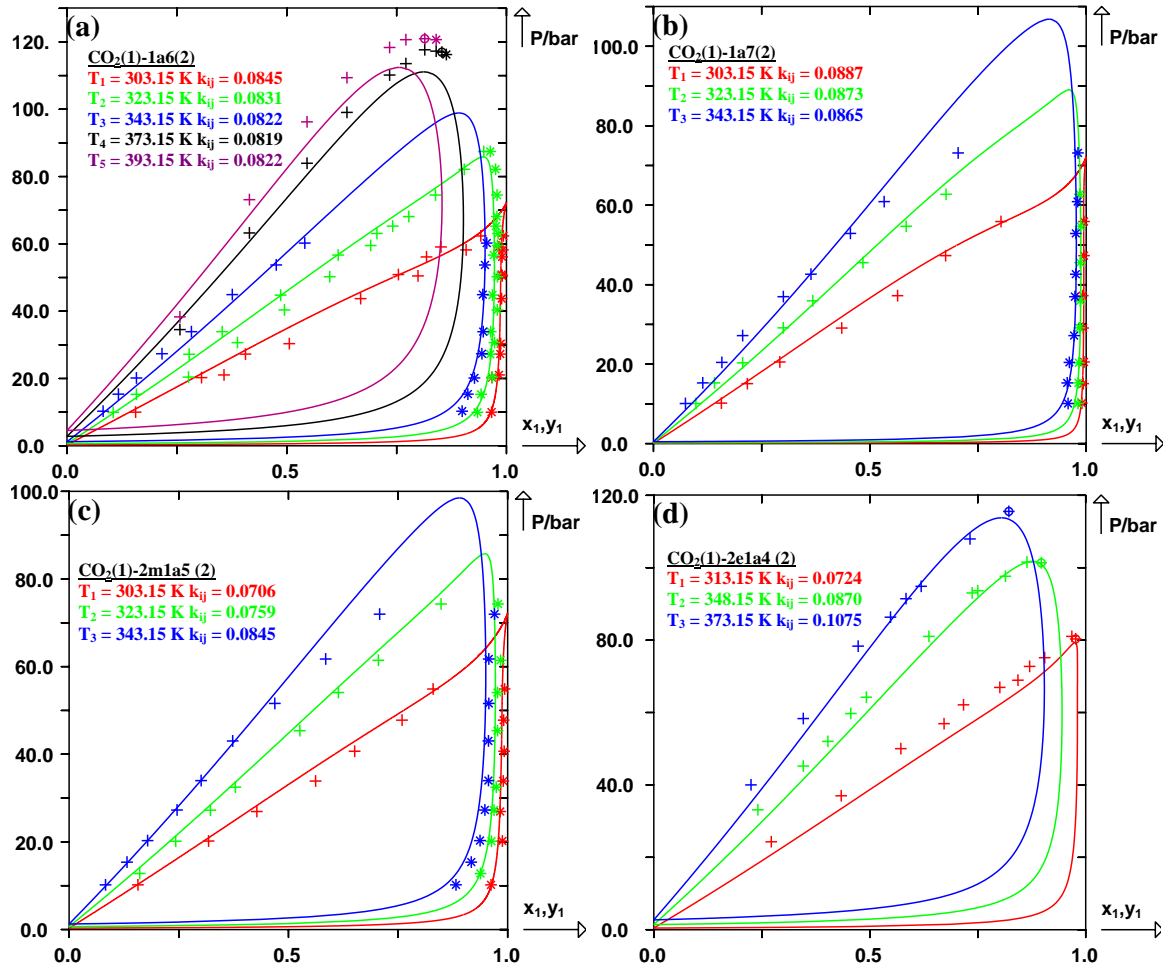 (a)
P/bar
120.
100.
80.0
60.0
40.0
20.0
0.0
CO₂(1)-1a6(2)
T₁ = 303.15 K kᵢⱼ = 0.0845
T₂ = 323.15 K kᵢⱼ = 0.0831
T₃ = 343.15 K kᵢⱼ = 0.0822
T₄ = 373.15 K kᵢⱼ = 0.0819
T₅ = 393.15 K kᵢⱼ = 0.0822
x₁,y₁
0.0 0.5 1.0
(b)
P/bar
100.0
80.0
60.0
40.0
20.0
0.0
CO₂(1)-1a7(2)
T₁ = 303.15 K kᵢⱼ = 0.0887
T₂ = 323.15 K kᵢⱼ = 0.0873
T₃ = 343.15 K kᵢⱼ = 0.0865
x₁,y₁
0.0 0.5 1.0
(c)
P/bar
100.0
80.0
60.0
40.0
20.0
0.0
CO₂(1)-2m1a5 (2)
T₁ = 303.15 K kᵢⱼ = 0.0706
T₂ = 323.15 K kᵢⱼ = 0.0759
T₃ = 343.15 K kᵢⱼ = 0.0845
x₁,y₁
0.0 0.5 1.0
(d)
P/bar
120.0
80.0
40.0
0.0
CO₂(1)-2e1a4 (2)
T₁ = 313.15 K kᵢⱼ = 0.0724
T₂ = 348.15 K kᵢⱼ = 0.0870
T₃ = 373.15 K kᵢⱼ = 0.1075
x₁,y₁
0.0 0.5 1.0